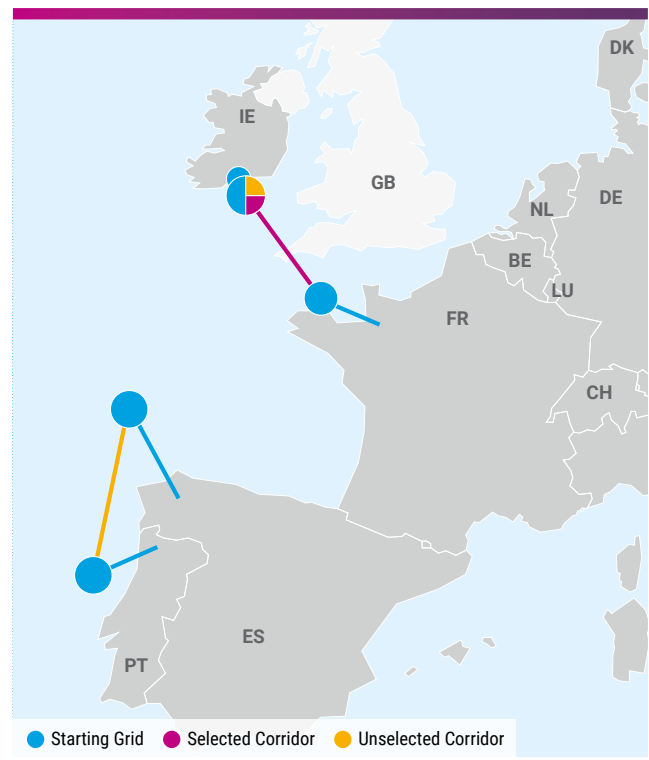 DK
IE
GB
DE
NL
BE
LU
FR
CH
ES
PT
Starting Grid Selected Corridor Unselected Corridor